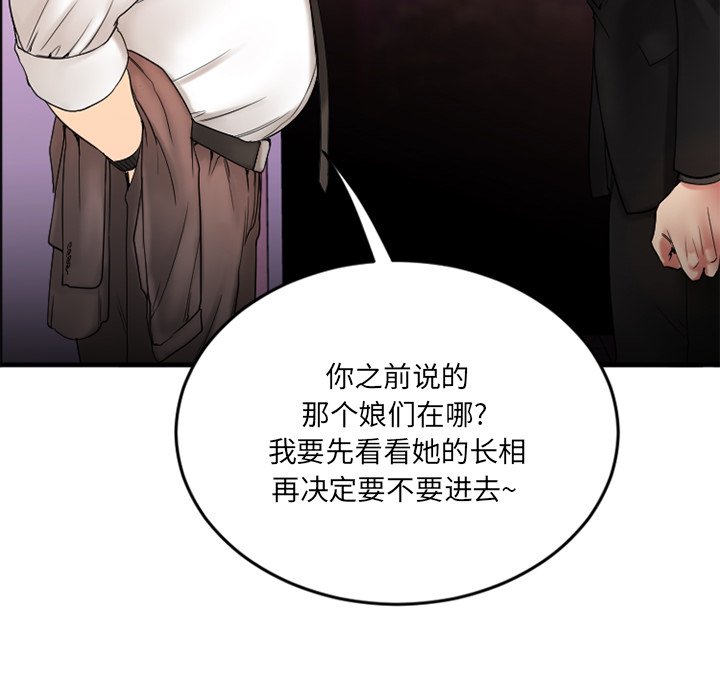 你之前说的
那个娘们在哪?
我要先看看她的长相
再决定要不要进去~